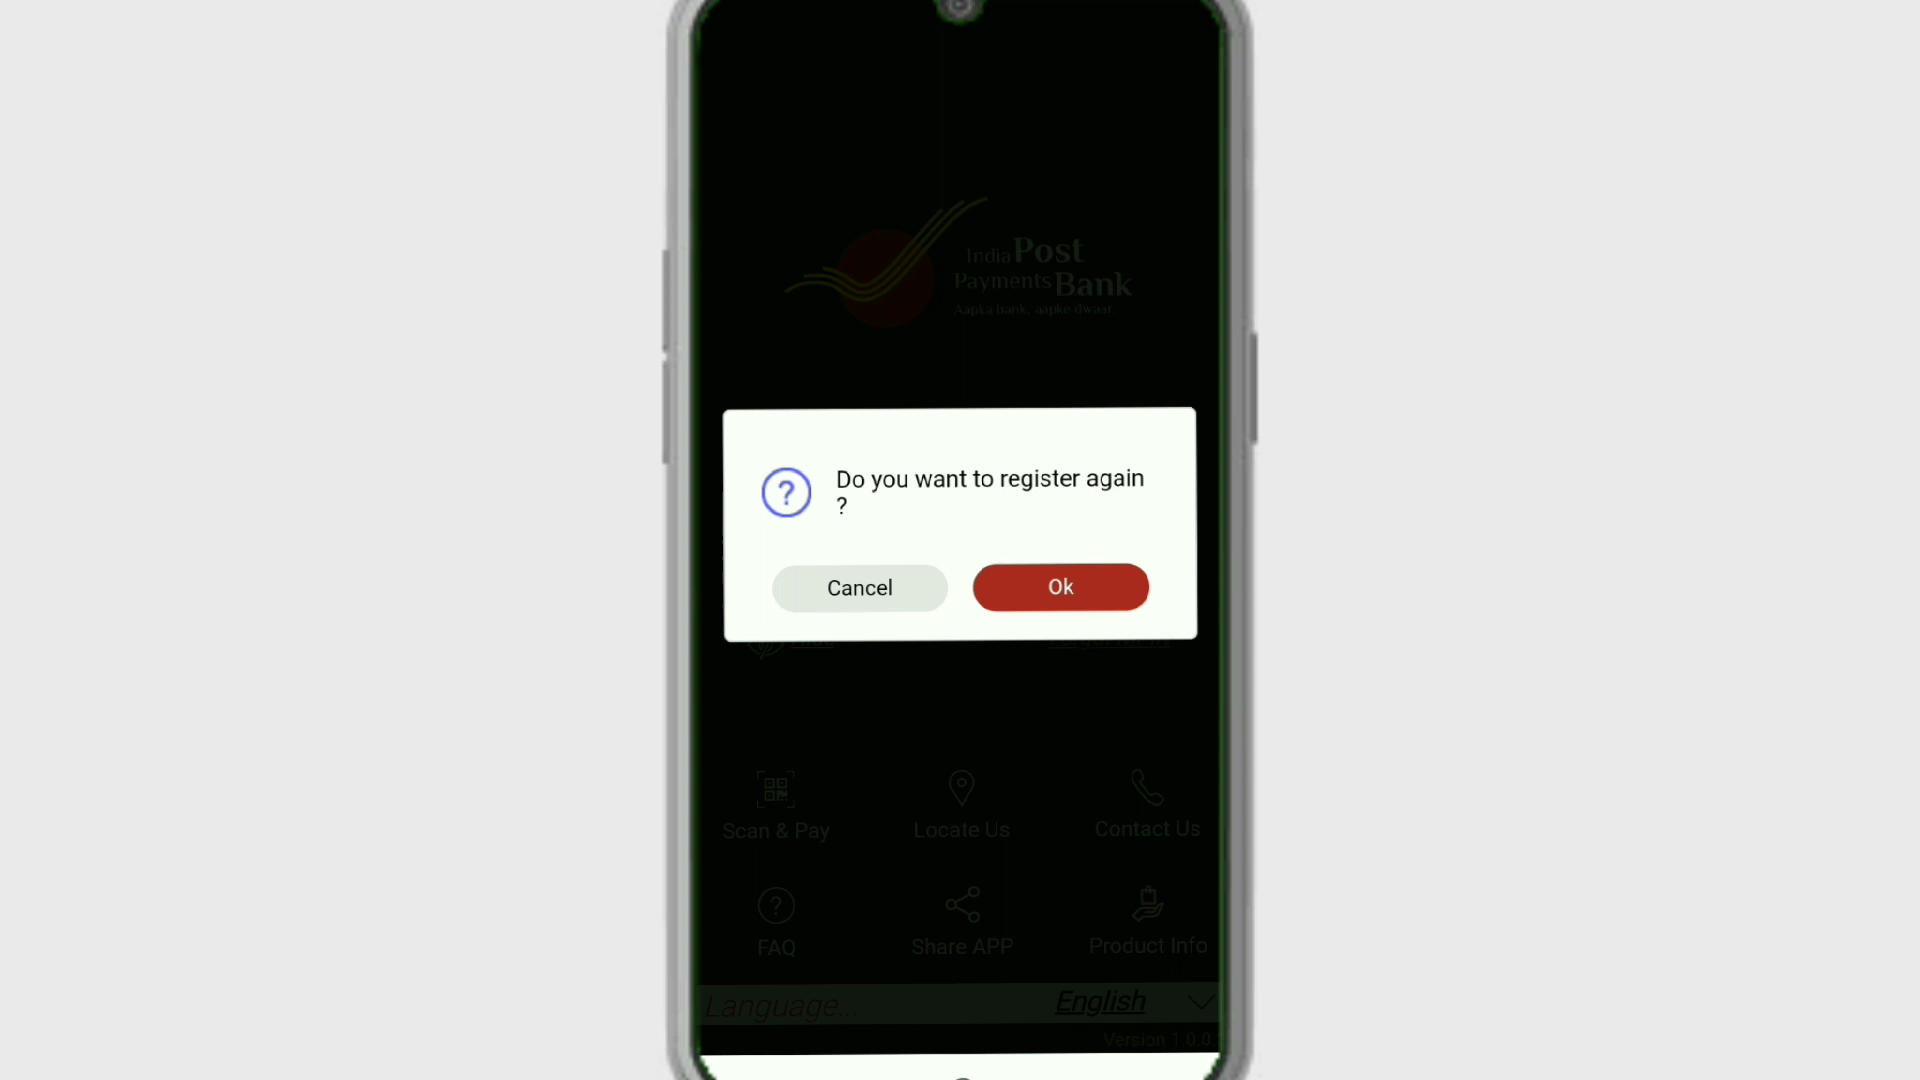 India Post
Payments Bank
Aapka bank, aapke dwaar
Do you want to register again
?
Cancel
Ok
Scan & Pay
Locate Us
Contact Us
FAQ
Share APP
Product Info
Language...
English
Version 1.0.0.